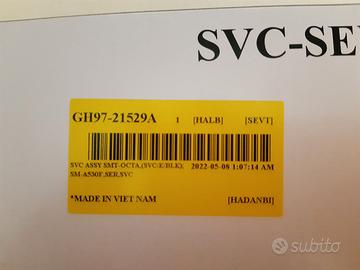 SVC-SE
GH97-21529A 1 [HALB] [SEVT]
SVC ASSY SMT-OCTA,(SVC/E/BLK); 2022-05-08 1:07:14 AM
SM-A530F,SER,SVC
*MADE IN VIET NAM [HADANBI]
subito